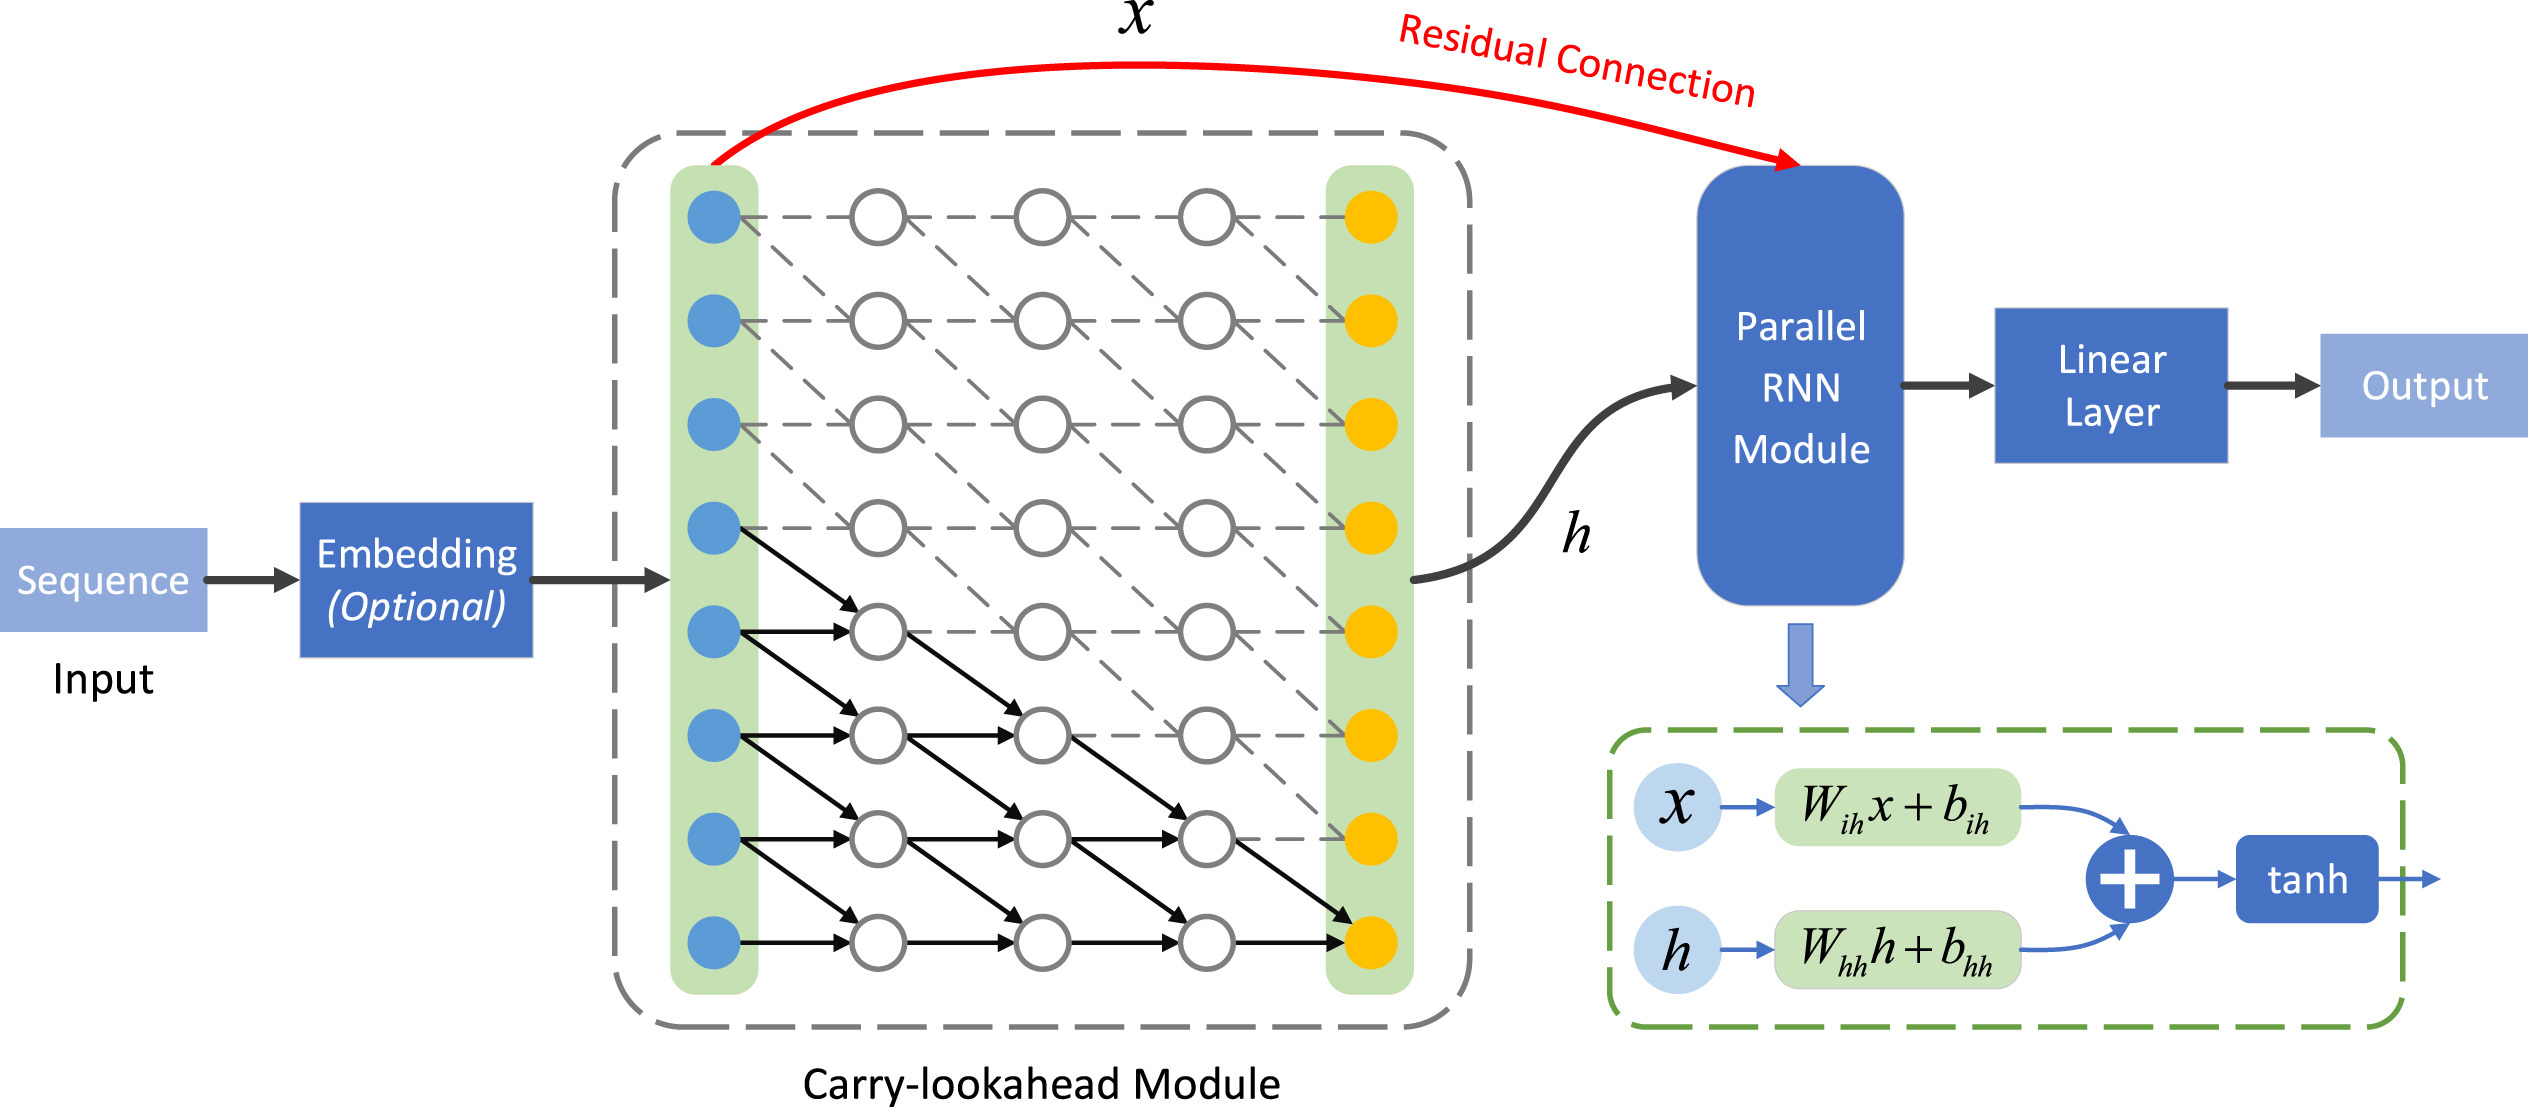 x
Residual Connection
Sequence
Input
Embedding
(Optional)
h
Parallel
RNN
Module
Linear
Layer
Output
x
W_{ih}x + b_{ih}
h
W_{hh}h + b_{hh}
+
tanh
Carry-lookahead Module